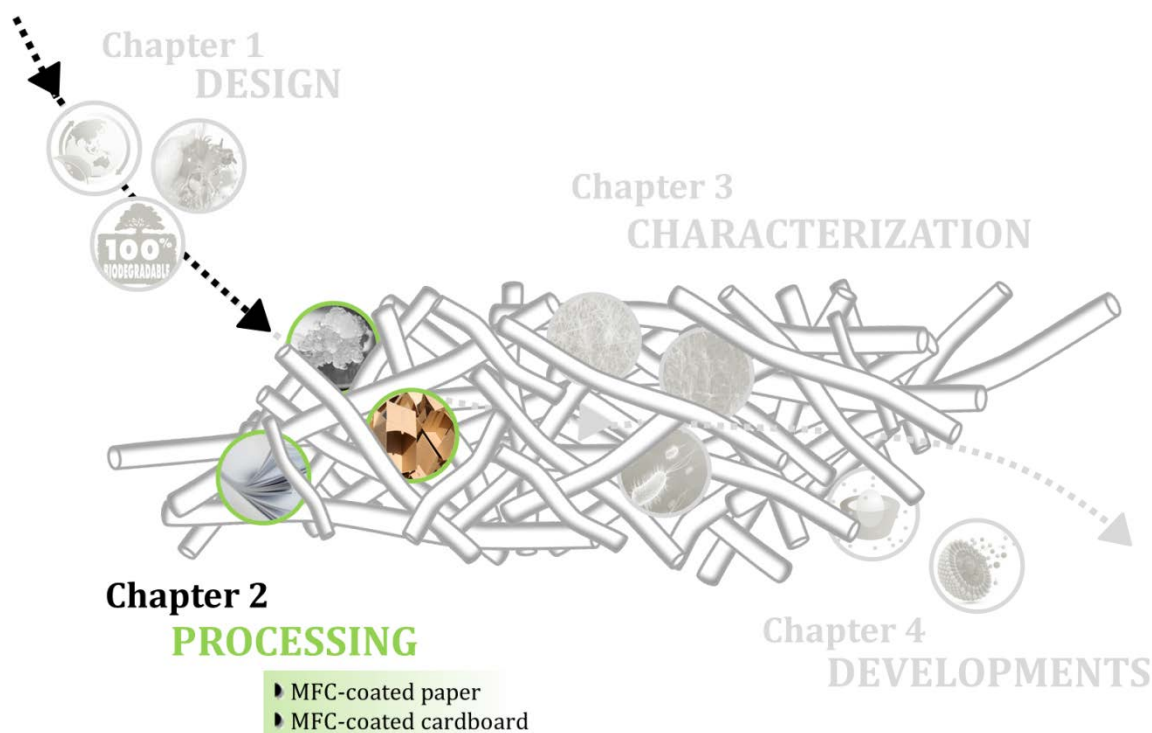 Chapter 1
DESIGN
100%
BIODEGRADABLE
Chapter 3
CHARACTERIZATION
Chapter 2
PROCESSING
MFC-coated paper
MFC-coated cardboard
Chapter 4
DEVELOPMENTS